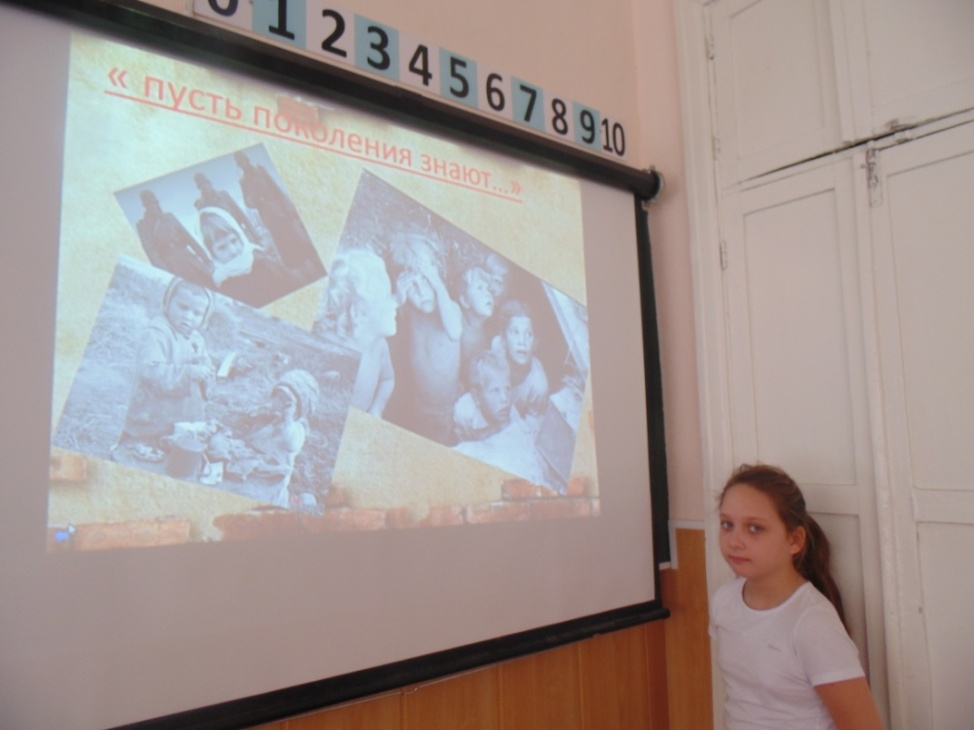 0 1 2 3 4 5 6 7 8 9 10
« пусть поколения знают...»